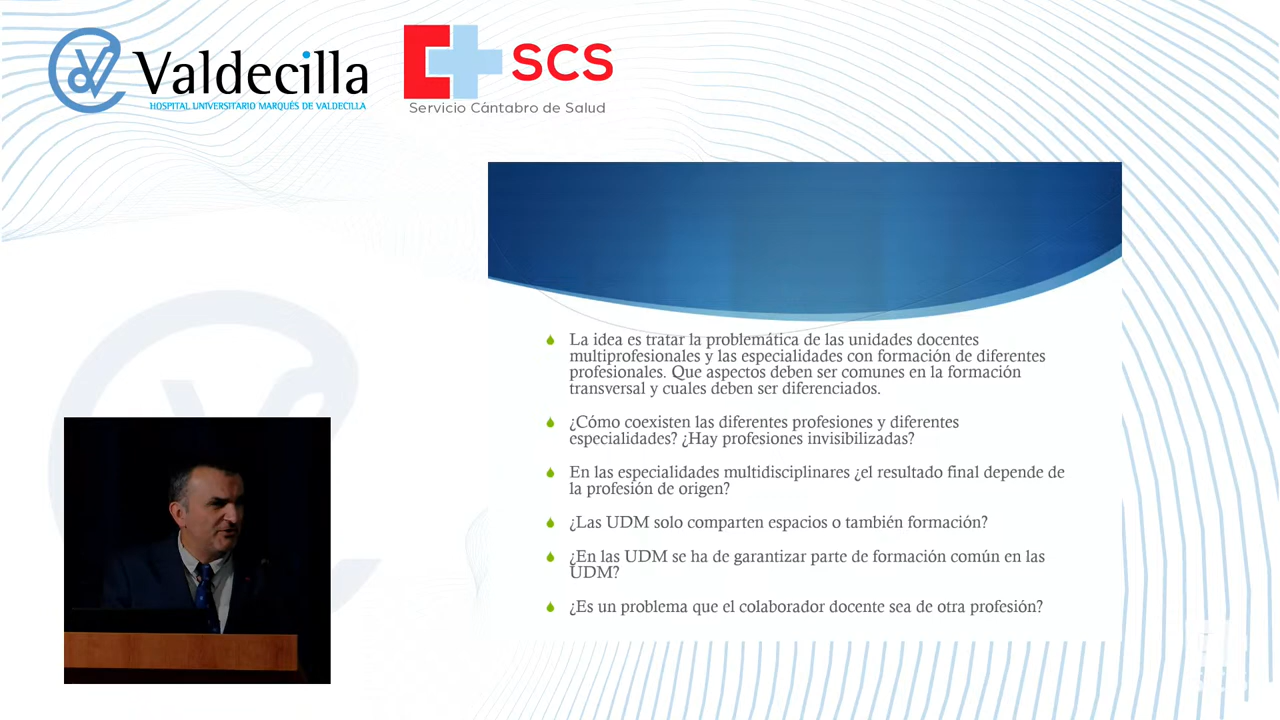 Valdecilla
HOSPITAL UNIVERSITARIO MARQUÉS DE VALDECILLA
SCS
Servicio Cántabro de Salud
La idea es tratar la problemática de las unidades docentes
multiprofesionales y las especialidades con formación de diferentes
profesionales. Que aspectos deben ser comunes en la formación
transversal y cuales deben ser diferenciados.
¿Cómo coexisten las diferentes profesiones y diferentes
especialidades? ¿Hay profesiones invisibilizadas?
En las especialidades multidisciplinares ¿el resultado final depende de
la profesión de origen?
¿Las UDM solo comparten espacios o también formación?
¿En las UDM se ha de garantizar parte de formación común en las
UDM?
¿Es un problema que el colaborador docente sea de otra profesión?